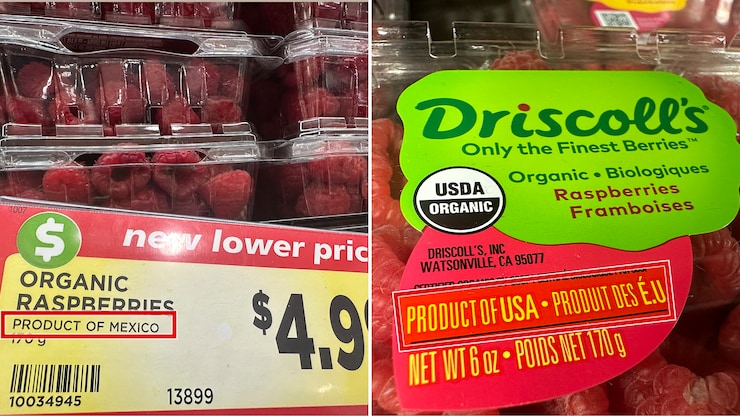 new lower pric
$
ORGANIC
RASPBERRIES
PRODUCT OF MEXICO
170 g
$4.9
10034945
13899
Driscoll's
Only the Finest Berries™
Organic • Biologiques
Raspberries
Framboises
USDA
ORGANIC
DRISCOLL'S, INC
WATSONVILLE, CA 95077
PRODUCT OF USA • PRODUIT DES É.U.
NET WT 6 oz • POIDS NET 170 g